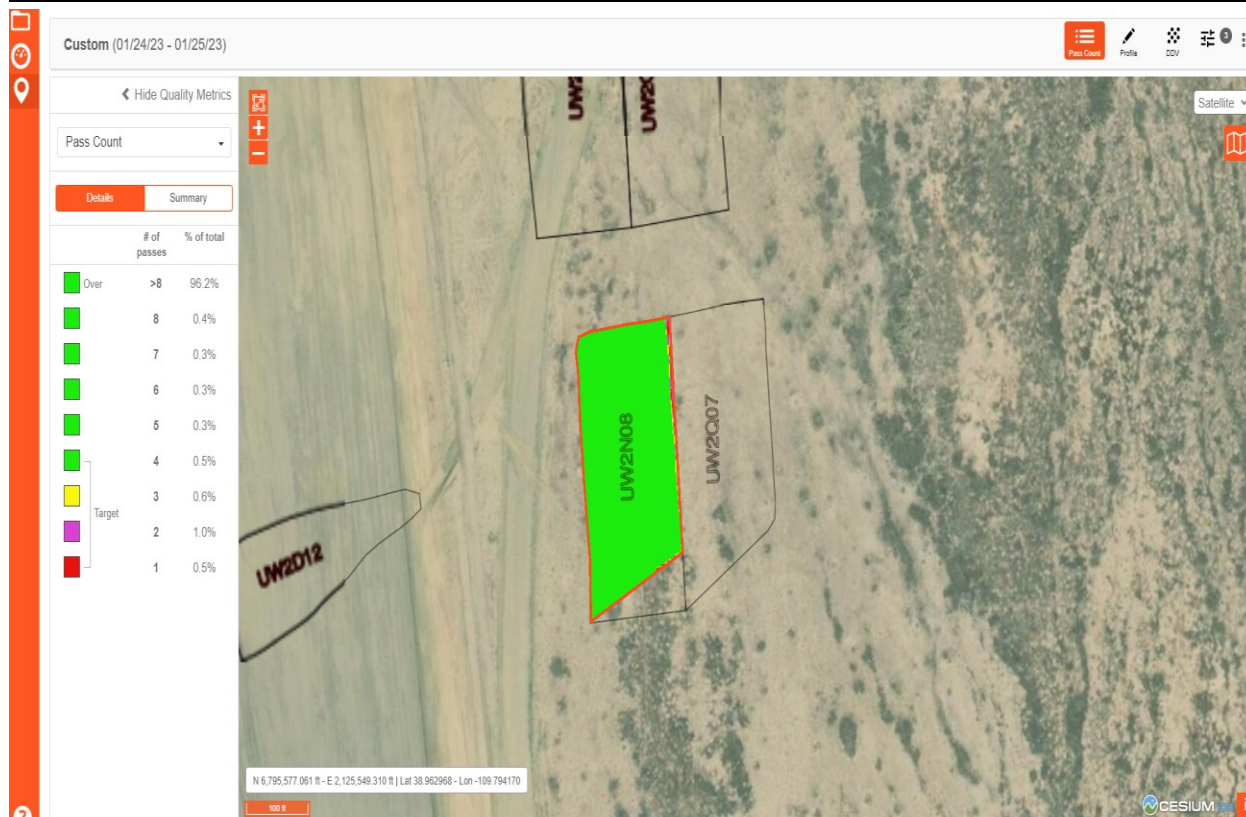 Custom (01/24/23 - 01/25/23)
Pass Count
Profile
DDV
3
Hide Quality Metrics
Satellite
Pass Count
Details
Summary
# of passes
% of total
Over >8 96.2%
8 0.4%
7 0.3%
6 0.3%
5 0.3%
4 0.5%
3 0.6%
Target
2 1.0%
1 0.5%
UW2N08
UW2Q07
UW2D12
N 6,795,577.061 ft - E 2,125,549.310 ft | Lat 38.962968 - Lon -109.794170
100 ft
CESIUM